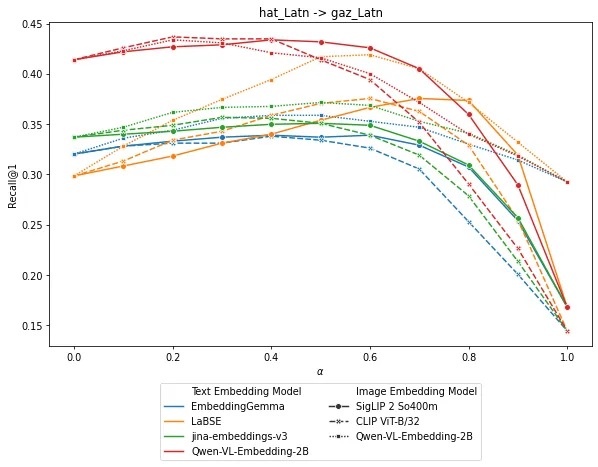 hat_Latn -> gaz_Latn
Recall@1
0.45
0.40
0.35
0.30
0.25
0.20
0.15
0.0 0.2 0.4 0.6 0.8 1.0
α
Text Embedding Model Image Embedding Model
EmbeddingGemma SigLIP 2 So400m
LaBSE CLIP ViT-B/32
jina-embeddings-v3 Qwen-VL-Embedding-2B
Qwen-VL-Embedding-2B